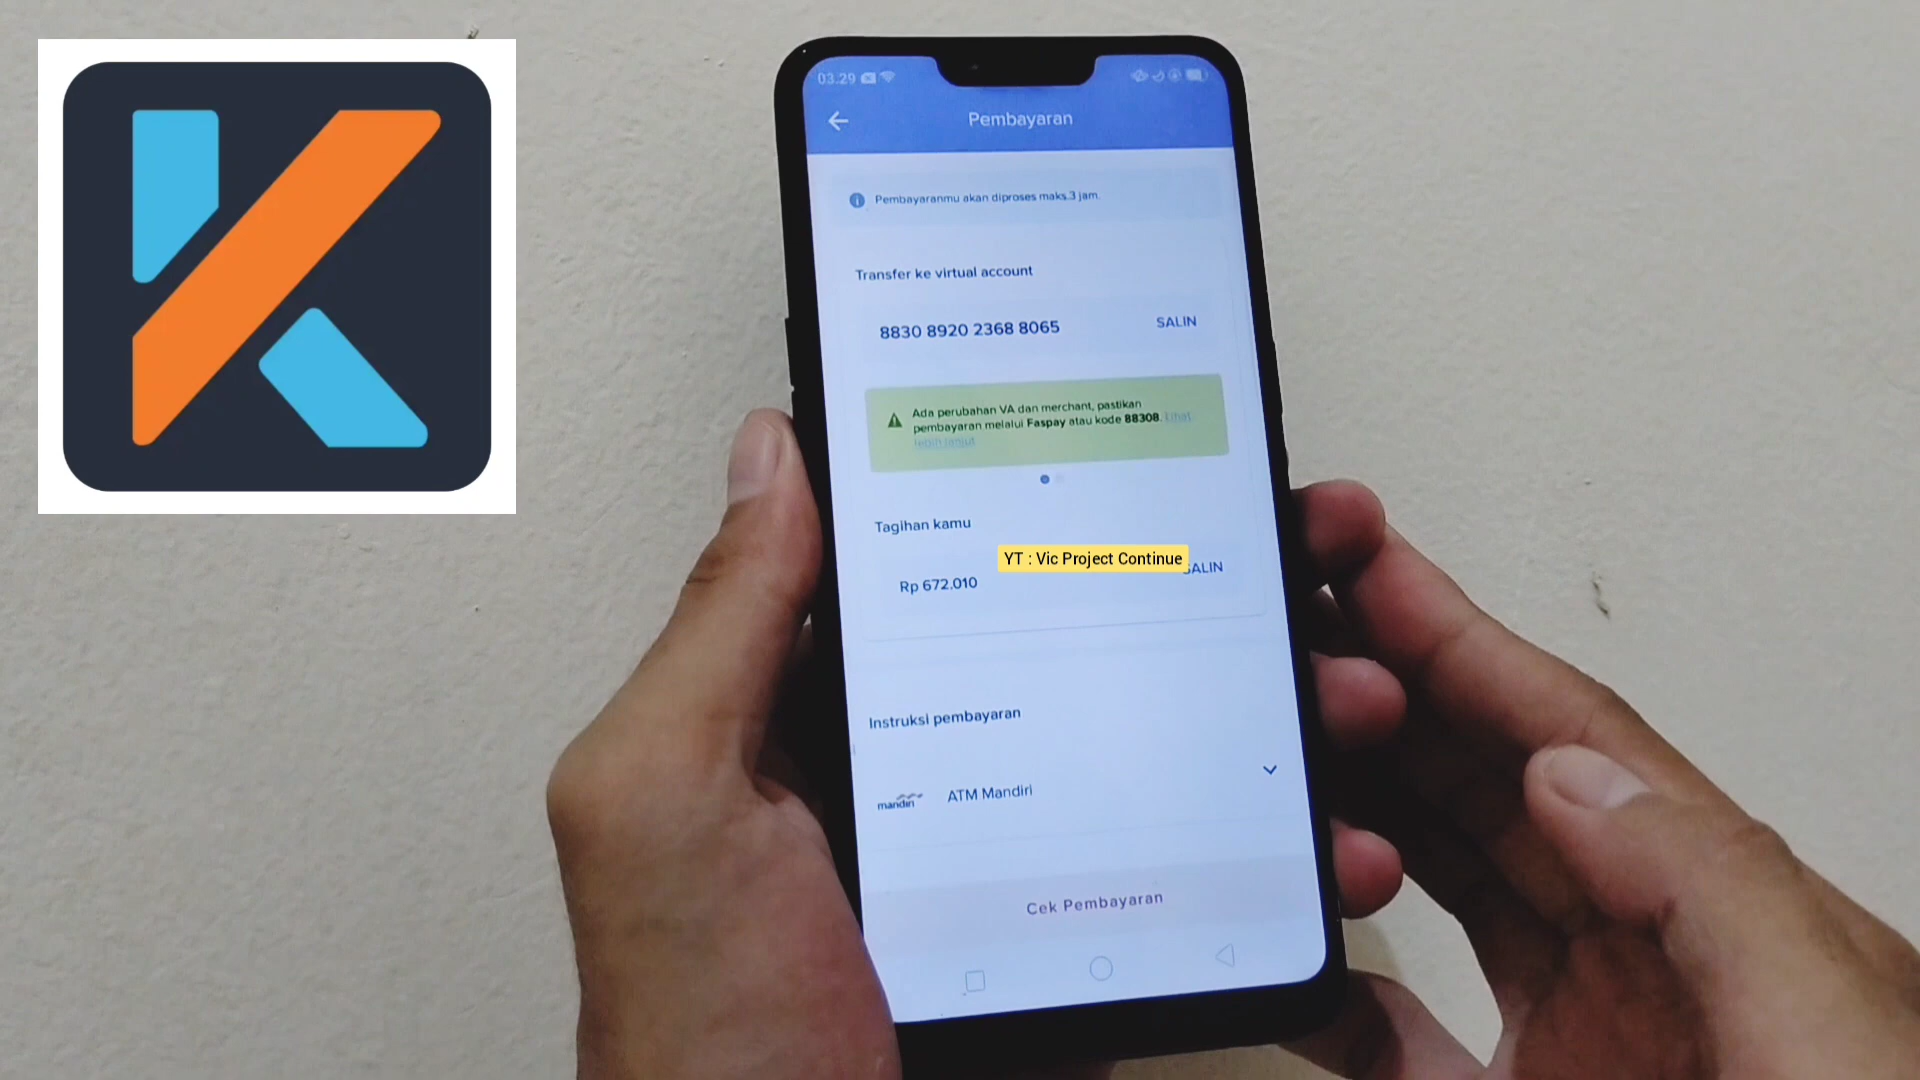 03.29
Pembayaran
Pembayaranmu akan diproses maks.3 jam.
Transfer ke virtual account
8830 8920 2368 8065
SALIN
Ada perubahan VA dan merchant, pastikan
pembayaran melalui Faspay atau kode 88308. Lihat
lebih lanjut
Tagihan kamu
YT : Vic Project Continue
Rp 672.010
SALIN
Instruksi pembayaran
mandiri
ATM Mandiri
Cek Pembayaran